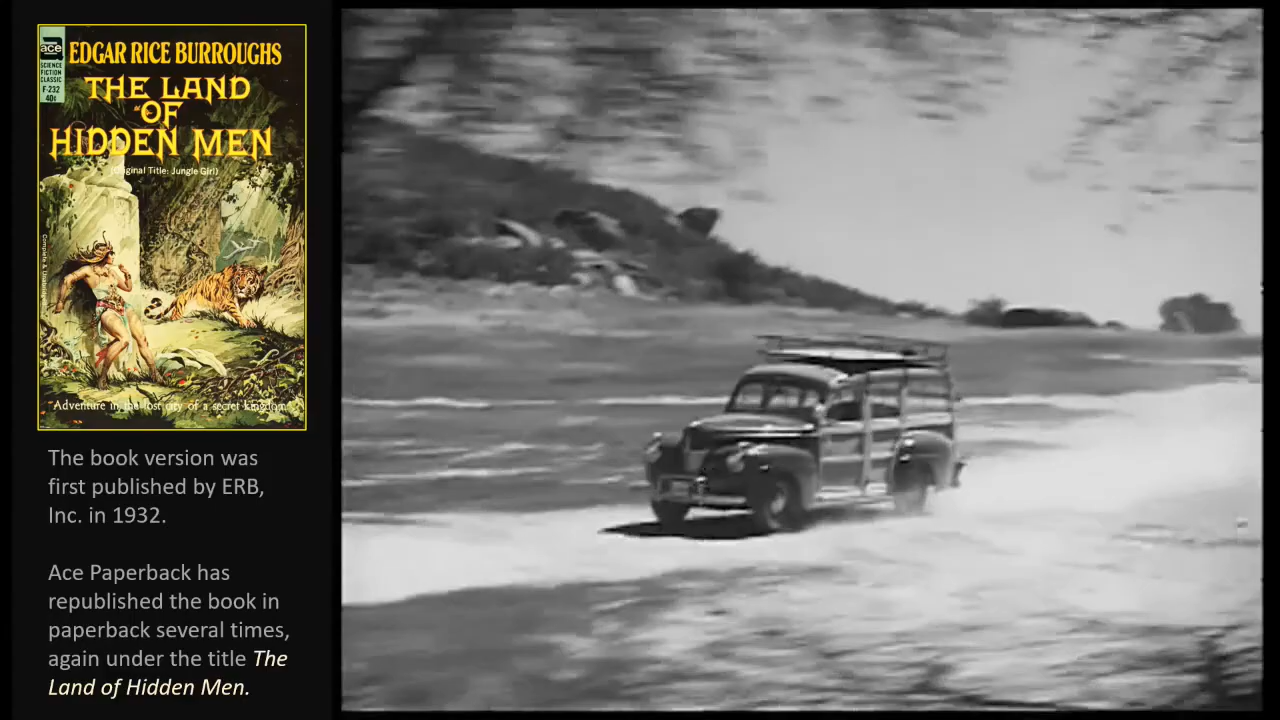 ace
SCIENCE
FICTION
CLASSIC
F-232
40¢
EDGAR RICE BURROUGHS
THE LAND
OF
HIDDEN MEN
(Original Title: Jungle Girl)
Complete & Unabridged
Adventure in the lost city of a secret kingdom
The book version was
first published by ERB,
Inc. in 1932.
Ace Paperback has
republished the book in
paperback several times,
again under the title The
Land of Hidden Men.